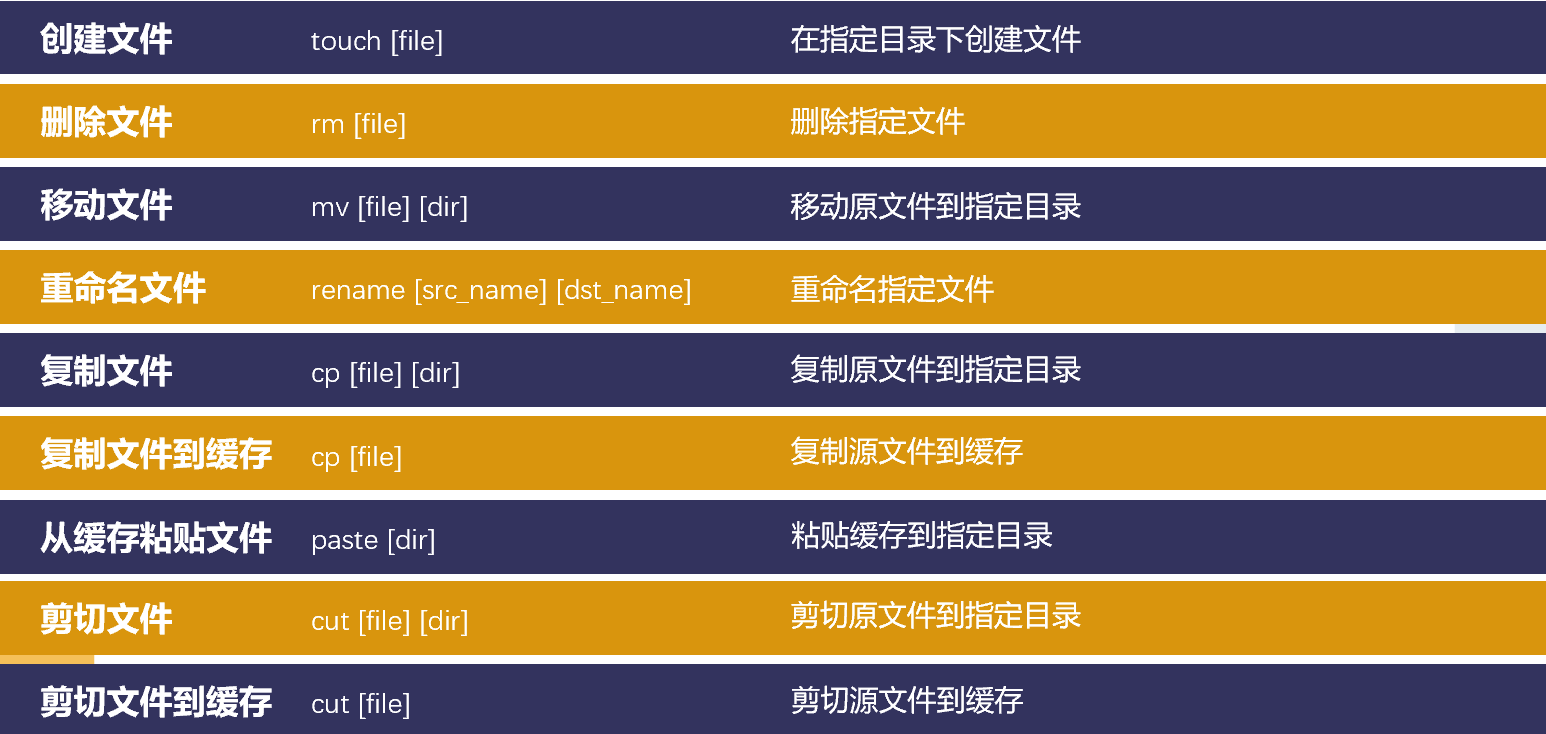 创建文件 touch [file] 在指定目录下创建文件
删除文件 rm [file] 删除指定文件
移动文件 mv [file] [dir] 移动原文件到指定目录
重命名文件 rename [src_name] [dst_name] 重命名指定文件
复制文件 cp [file] [dir] 复制原文件到指定目录
复制文件到缓存 cp [file] 复制源文件到缓存
从缓存粘贴文件 paste [dir] 粘贴缓存到指定目录
剪切文件 cut [file] [dir] 剪切原文件到指定目录
剪切文件到缓存 cut [file] 剪切源文件到缓存